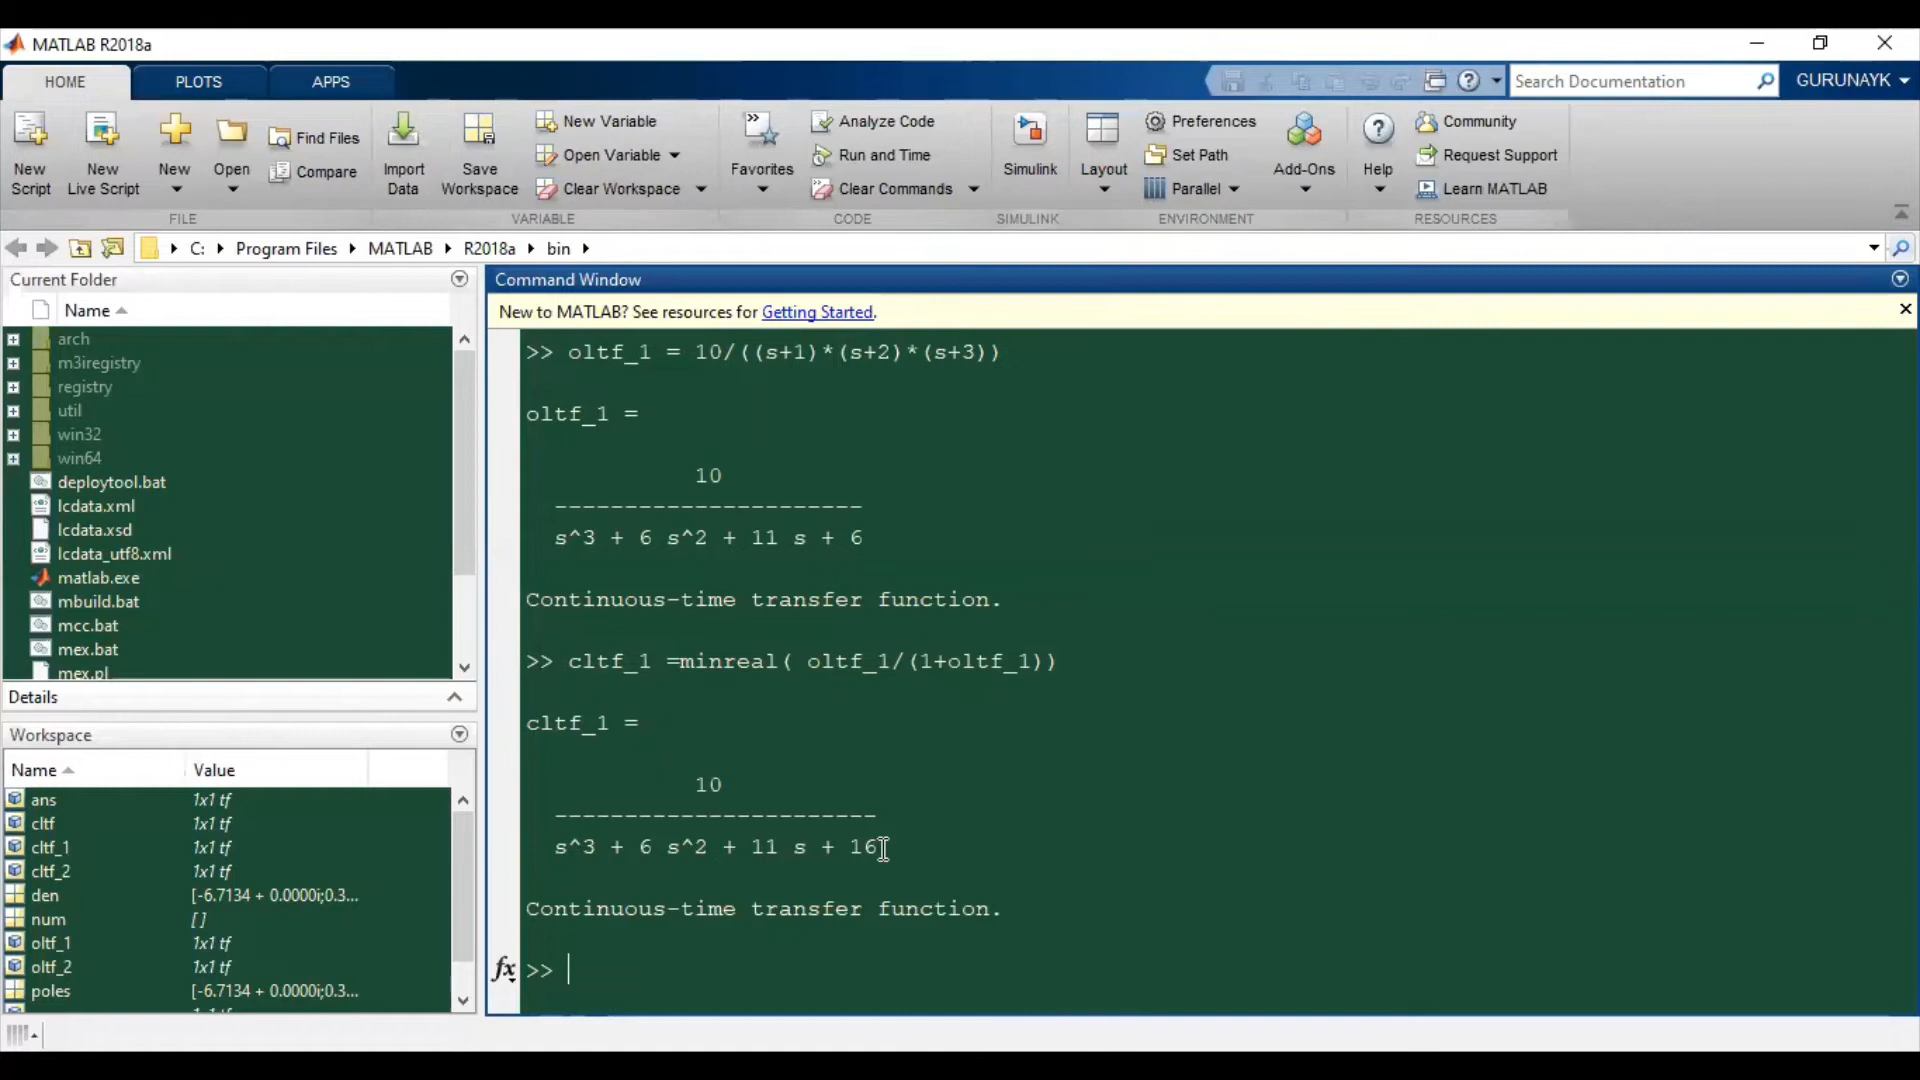 MATLAB R2018a
HOME
PLOTS
APPS
Search Documentation
GURUNAYK
New Script
New Live Script
New
Open
Find Files
Compare
Import Data
Save Workspace
New Variable
Open Variable
Clear Workspace
Favorites
Analyze Code
Run and Time
Clear Commands
Simulink
Layout
Preferences
Set Path
Parallel
Add-Ons
Help
Community
Request Support
Learn MATLAB
FILE
VARIABLE
CODE
SIMULINK
ENVIRONMENT
RESOURCES
C: Program Files MATLAB R2018a bin
Current Folder
Name
arch
m3iregistry
registry
util
win32
win64
deploytool.bat
lcdata.xml
lcdata.xsd
lcdata_utf8.xml
matlab.exe
mbuild.bat
mcc.bat
mex.bat
mex.pl
Details
Workspace
Name Value
ans 1x1 tf
cltf 1x1 tf
cltf_1 1x1 tf
cltf_2 1x1 tf
den [-6.7134 + 0.0000i;0.3...
num []
oltf_1 1x1 tf
oltf_2 1x1 tf
poles [-6.7134 + 0.0000i;0.3...
Command Window
New to MATLAB? See resources for Getting Started.
>> oltf_1 = 10/((s+1)*(s+2)*(s+3))
oltf_1 =
10
----------------------
s^3 + 6 s^2 + 11 s + 6
Continuous-time transfer function.
>> cltf_1 =minreal( oltf_1/(1+oltf_1))
cltf_1 =
10
-----------------------
s^3 + 6 s^2 + 11 s + 16
Continuous-time transfer function.
fx >>